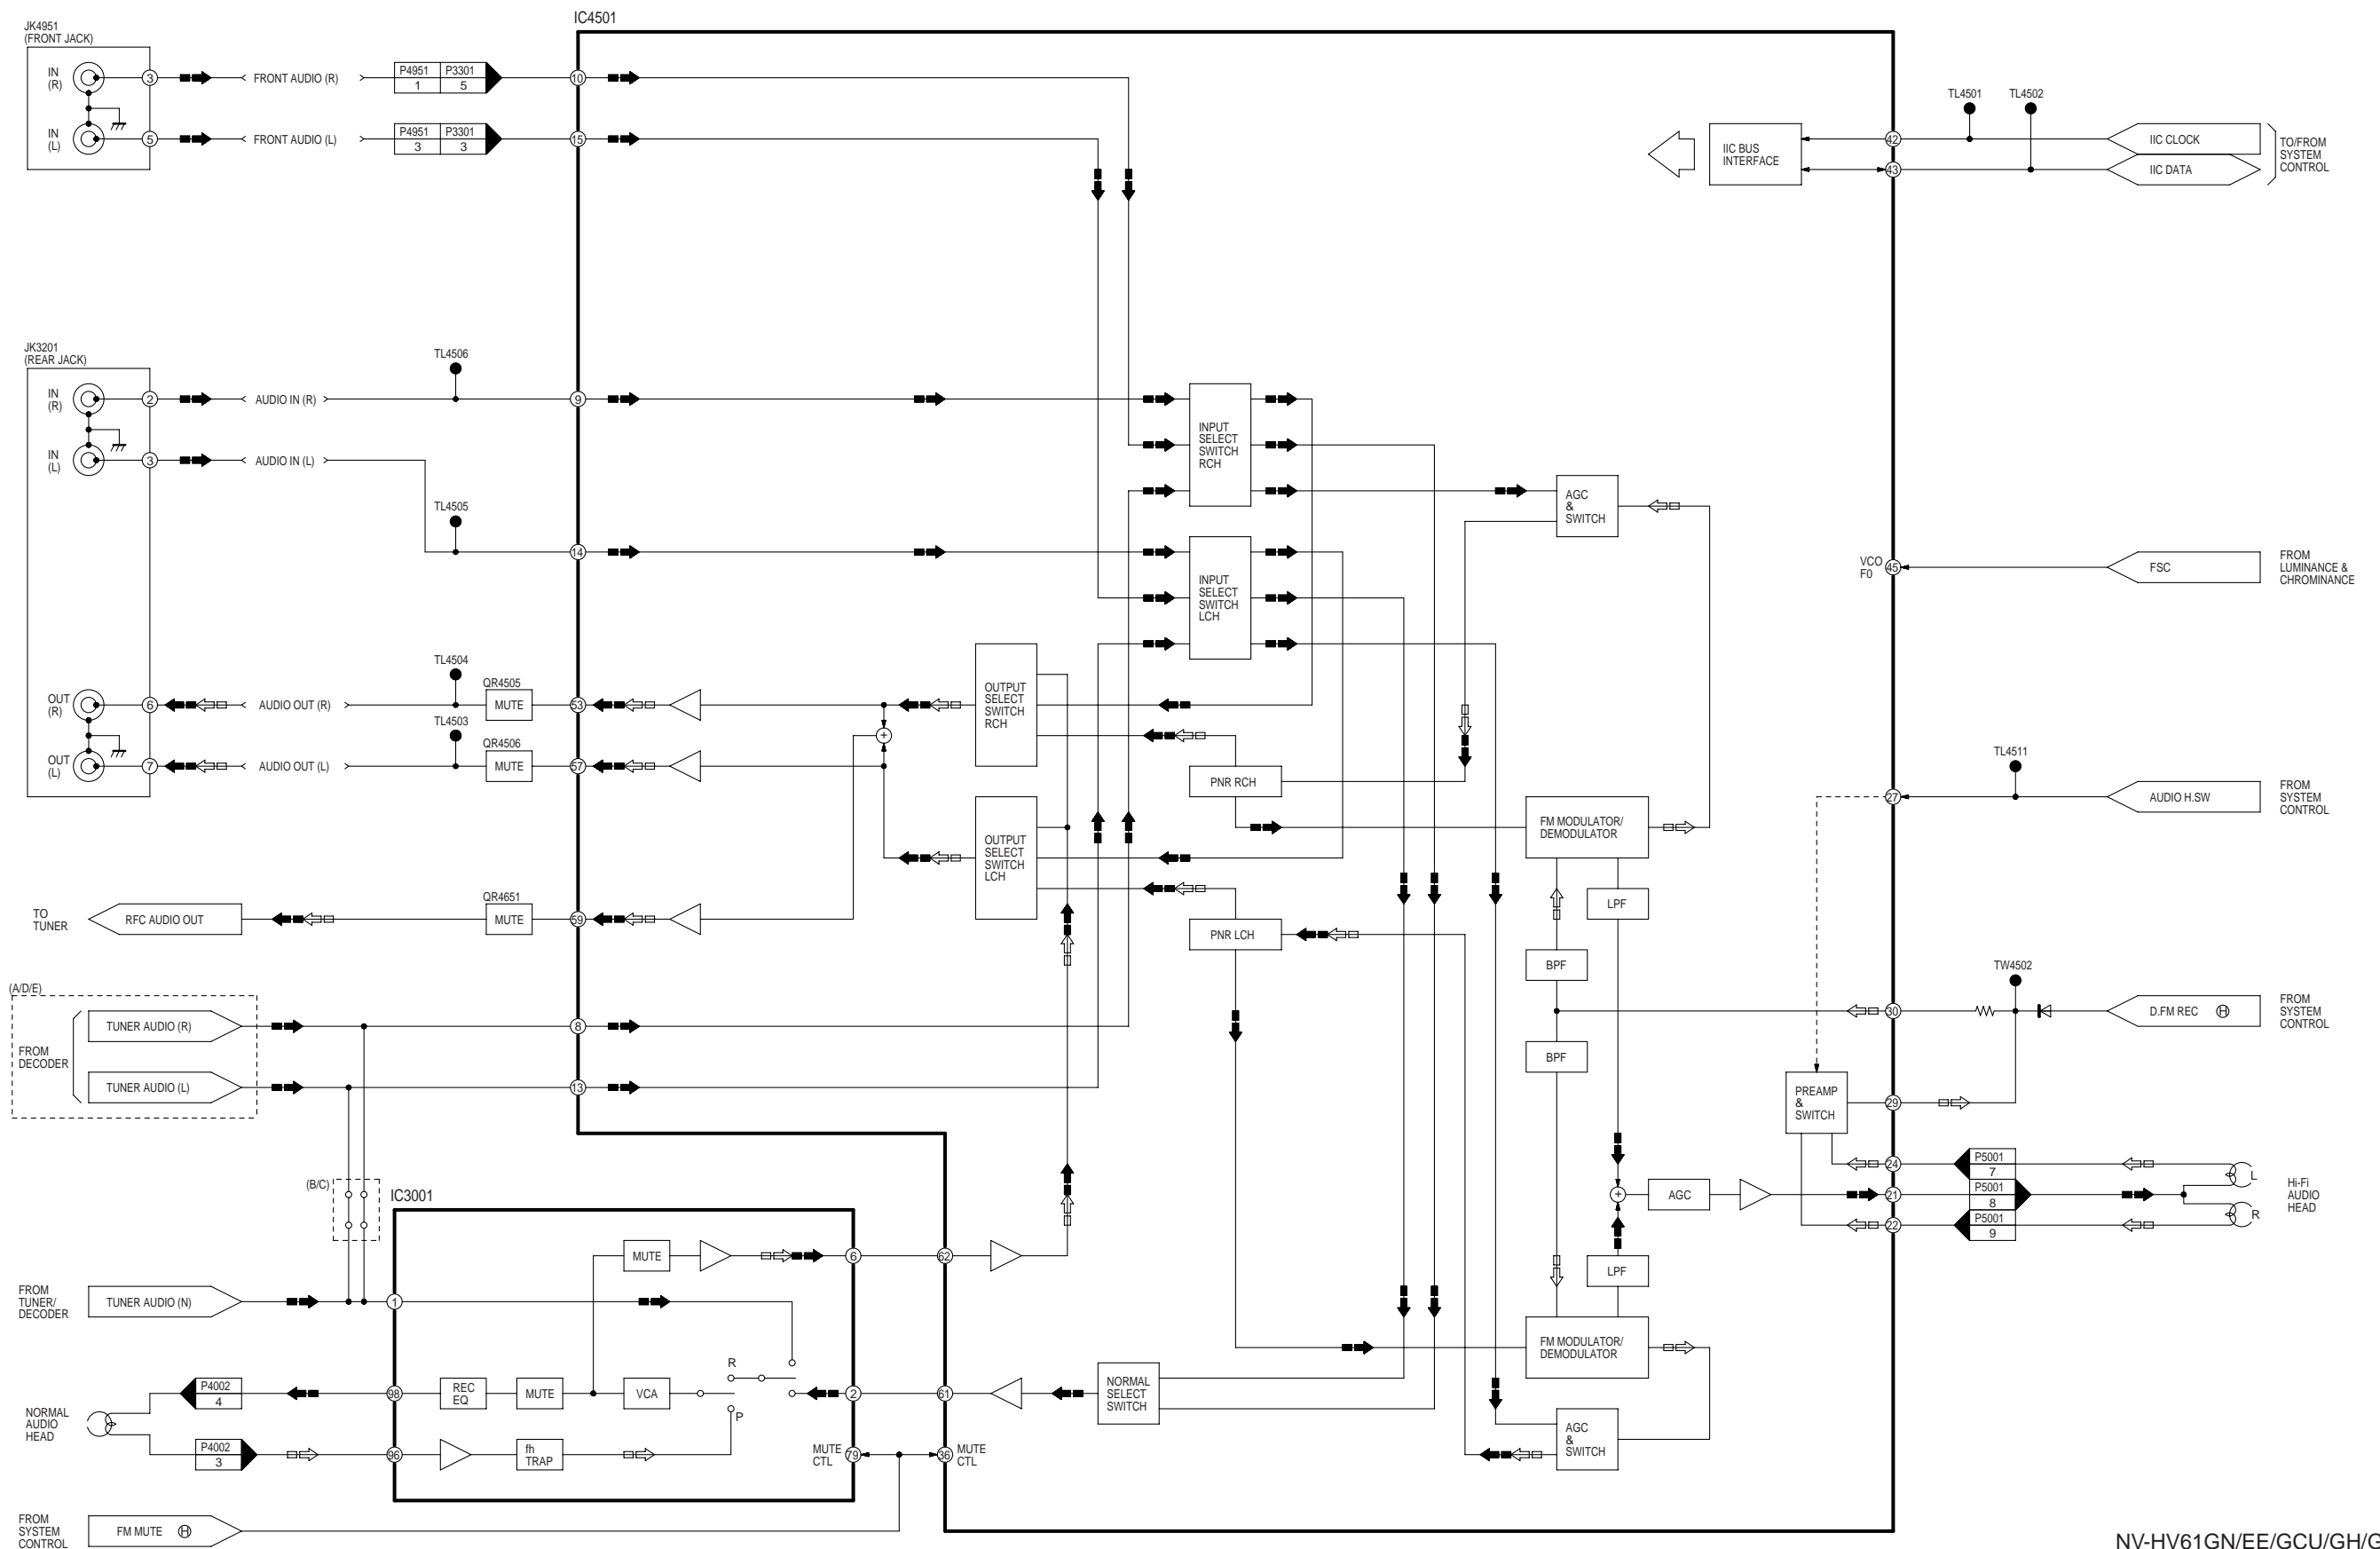 IC4501
JK4951
(FRONT JACK)
IN
(R)
3
FRONT AUDIO (R)
P4951
P3301
1
5
10
IN
(L)
5
FRONT AUDIO (L)
P4951
P3301
3
3
15
TL4501
TL4502
IIC BUS
INTERFACE
42
43
IIC CLOCK
IIC DATA
TO/FROM
SYSTEM
CONTROL
JK3201
(REAR JACK)
TL4506
IN
(R)
2
AUDIO IN (R)
9
IN
(L)
3
AUDIO IN (L)
TL4505
14
INPUT
SELECT
SWITCH
RCH
INPUT
SELECT
SWITCH
LCH
AGC
&
SWITCH
VCO
F0
45
FSC
FROM
LUMINANCE &
CHROMINANCE
TL4504
QR4505
OUT
(R)
6
AUDIO OUT (R)
MUTE
53
TL4503
QR4506
OUT
(L)
7
AUDIO OUT (L)
MUTE
57
+
OUTPUT
SELECT
SWITCH
RCH
PNR RCH
TL4511
27
AUDIO H.SW
FROM
SYSTEM
CONTROL
OUTPUT
SELECT
SWITCH
LCH
FM MODULATOR/
DEMODULATOR
TO
TUNER
RFC AUDIO OUT
QR4651
MUTE
59
PNR LCH
LPF
BPF
TW4502
(A/D/E)
FROM
DECODER
TUNER AUDIO (R)
8
TUNER AUDIO (L)
13
30
D.FM REC
H
FROM
SYSTEM
CONTROL
BPF
PREAMP
&
SWITCH
29
(B/C)
IC3001
24
P5001
7
L
+
AGC
21
P5001
8
Hi-Fi
AUDIO
HEAD
22
P5001
9
R
MUTE
6
62
LPF
FROM
TUNER/
DECODER
TUNER AUDIO (N)
1
FM MODULATOR/
DEMODULATOR
R
P4002
4
98
REC
EQ
MUTE
VCA
2
61
NORMAL
SELECT
SWITCH
P
NORMAL
AUDIO
HEAD
P4002
3
96
fh
TRAP
MUTE
CTL
79
36
MUTE
CTL
AGC
&
SWITCH
FROM
SYSTEM
CONTROL
FM MUTE
H
NV-HV61GN/EE/GCU/GH/G